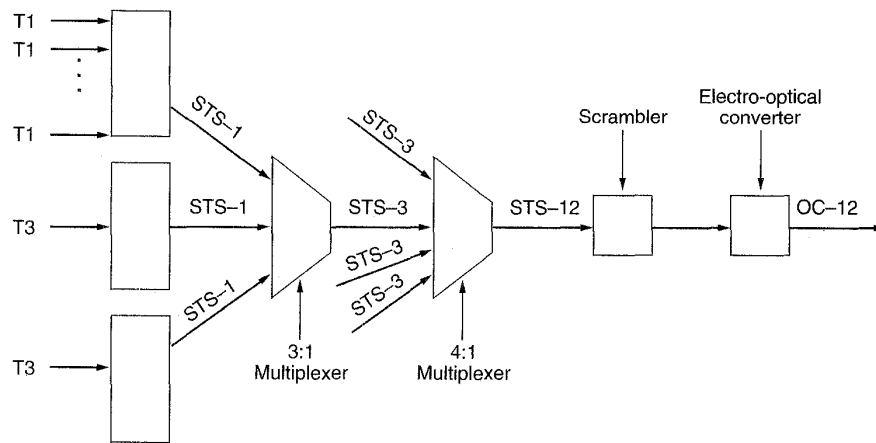 T1
T1
T1
T3
T3
STS–1
STS–1
STS–1
3:1
Multiplexer
STS–3
STS–3
STS–3
STS–3
4:1
Multiplexer
STS–12
Scrambler
Electro-optical
converter
OC–12